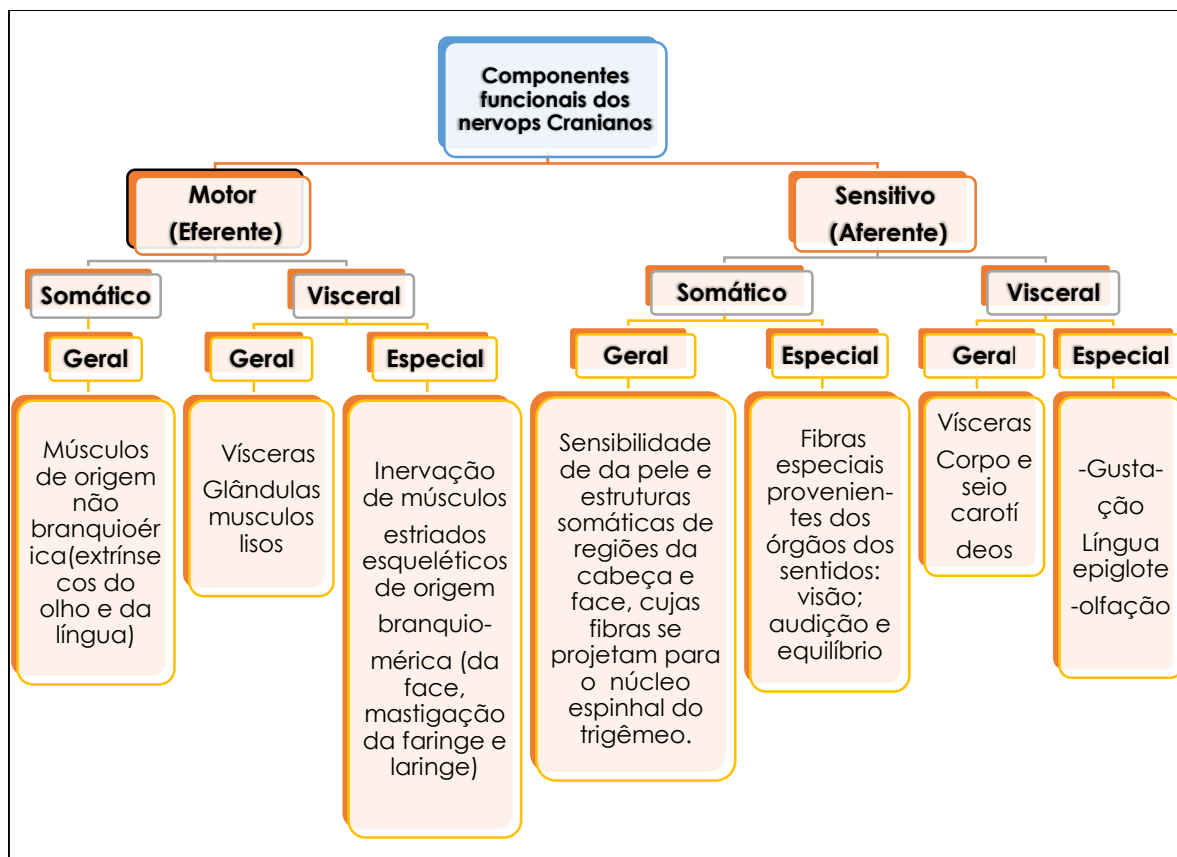 Componentes
funcionais dos
nervops Cranianos
Motor
(Eferente)
Sensitivo
(Aferente)
Somático
Visceral
Somático
Visceral
Geral
Geral
Especial
Geral
Especial
Geral
Especial
Músculos
de origem
não
branquioér
ica(extrínse
cos do
olho e da
língua)
Vísceras
Glândulas
musculos
lisos
Inervação
de músculos
estriados
esqueléticos
de origem
branquio-
mérica (da
face,
mastigação
da faringe e
laringe)
Sensibilidade
de da pele e
estruturas
somáticas de
regiões da
cabeça e
face, cujas
fibras se
projetam para
o núcleo
espinhal do
trigêmeo.
Fibras
especiais
provenien-
tes dos
órgãos dos
sentidos:
visão;
audição e
equilíbrio
Vísceras
Corpo e
seio
carotí
deos
-Gusta-
ção
Língua
epiglote
-olfação